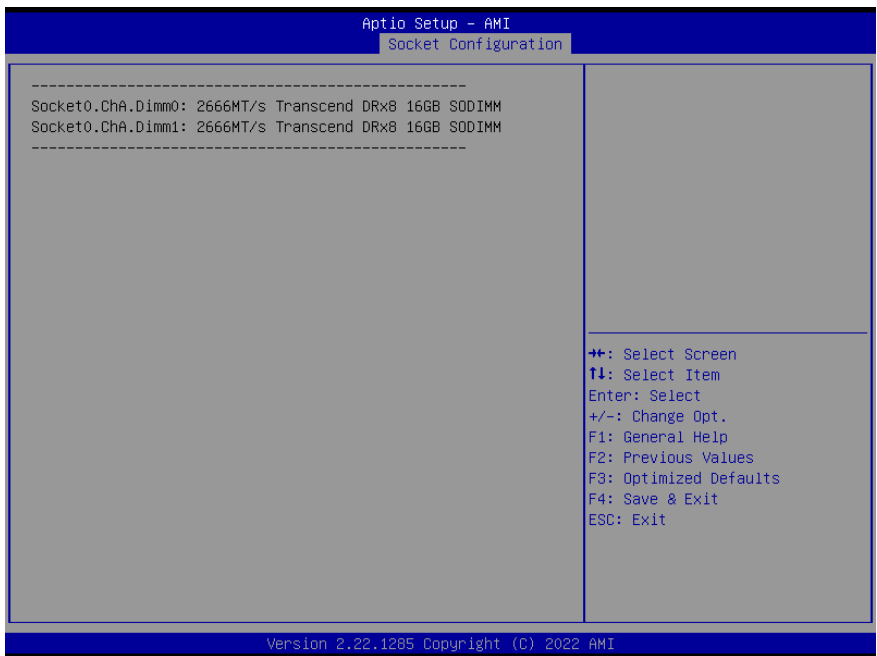 Aptio Setup – AMI
Socket Configuration
--------------------------------------------------
Socket0.ChA.Dimm0: 2666MT/s Transcend DRx8 16GB SODIMM
Socket0.ChA.Dimm1: 2666MT/s Transcend DRx8 16GB SODIMM
--------------------------------------------------
→←: Select Screen
↑↓: Select Item
Enter: Select
+/-: Change Opt.
F1: General Help
F2: Previous Values
F3: Optimized Defaults
F4: Save & Exit
ESC: Exit
Version 2.22.1285 Copyright (C) 2022 AMI